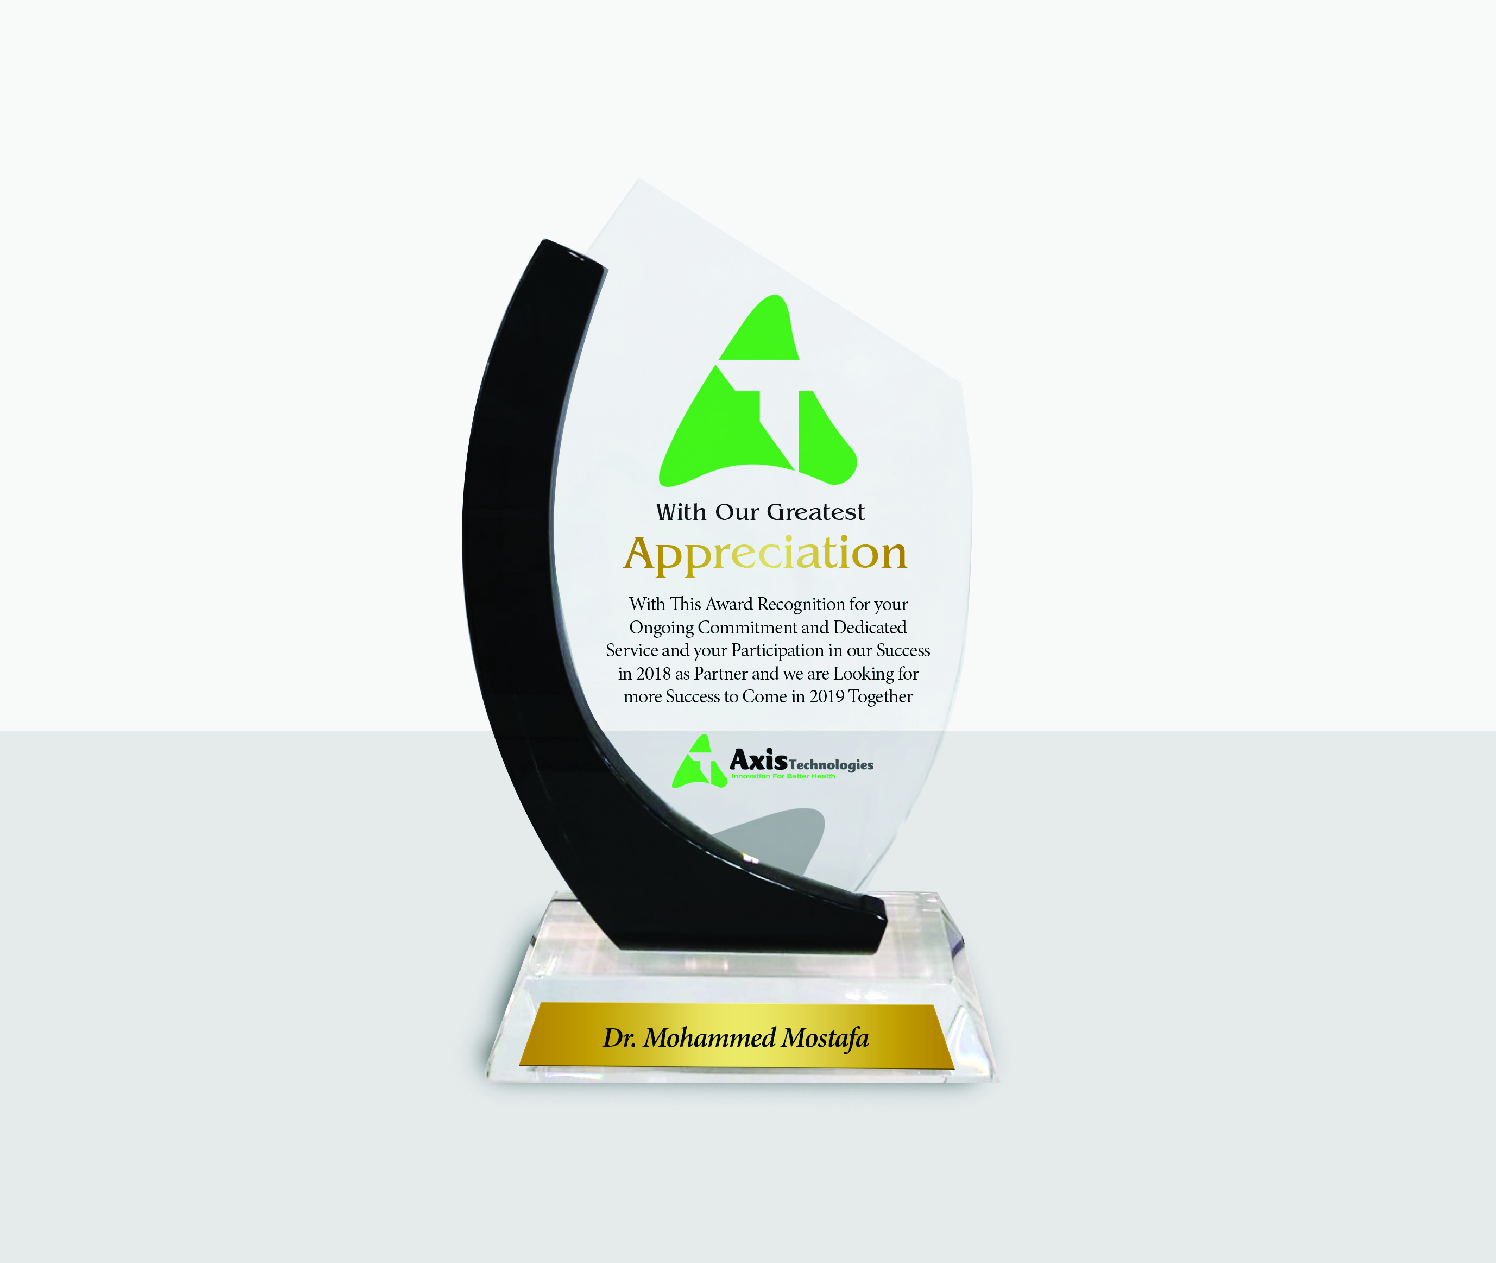 With Our Greatest
Appreciation
With This Award Recognition for your
Ongoing Commitment and Dedicated
Service and your Participation in our Success
in 2018 as Partner and we are Looking for
more Success to Come in 2019 Together
Axis Technologies
Innovation For Better Health
Dr. Mohammed Mostafa